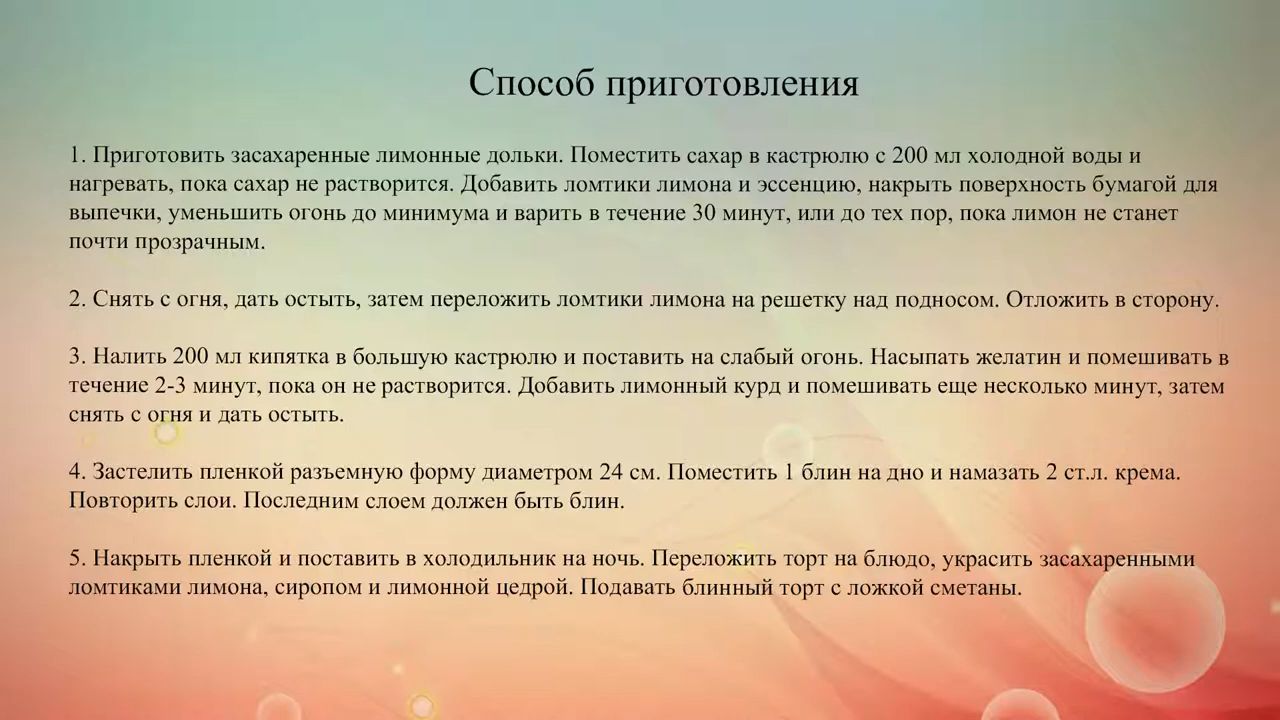 Способ приготовления
1. Приготовить засахаренные лимонные дольки. Поместить сахар в кастрюлю с 200 мл холодной воды и
нагревать, пока сахар не растворится. Добавить ломтики лимона и эссенцию, накрыть поверхность бумагой для
выпечки, уменьшить огонь до минимума и варить в течение 30 минут, или до тех пор, пока лимон не станет
почти прозрачным.
2. Снять с огня, дать остыть, затем переложить ломтики лимона на решетку над подносом. Отложить в сторону.
3. Налить 200 мл кипятка в большую кастрюлю и поставить на слабый огонь. Насыпать желатин и помешивать в
течение 2-3 минут, пока он не растворится. Добавить лимонный курд и помешивать еще несколько минут, затем
снять с огня и дать остыть.
4. Застелить пленкой разъемную форму диаметром 24 см. Поместить 1 блин на дно и намазать 2 ст.л. крема.
Повторить слои. Последним слоем должен быть блин.
5. Накрыть пленкой и поставить в холодильник на ночь. Переложить торт на блюдо, украсить засахаренными
ломтиками лимона, сиропом и лимонной цедрой. Подавать блинный торт с ложкой сметаны.